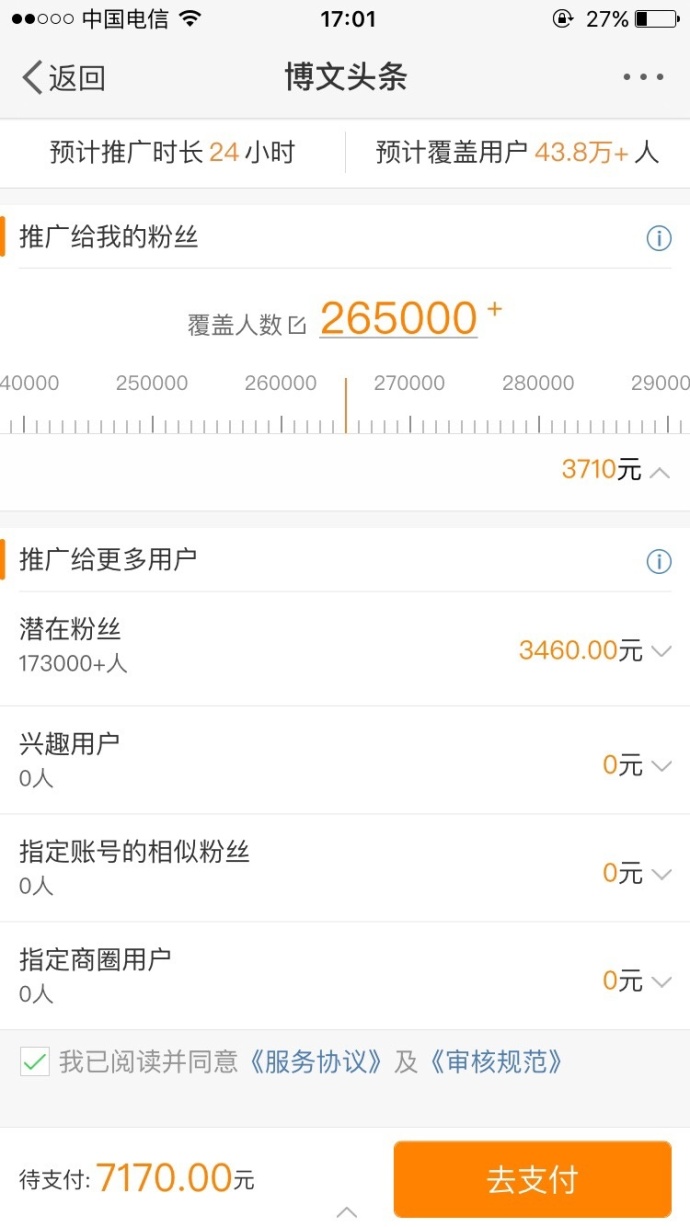 中国电信 17:01 27%
返回 博文头条
预计推广时长 24 小时 预计覆盖用户 43.8万+ 人
推广给我的粉丝
覆盖人数 265000 +
40000 250000 260000 270000 280000 29000
3710元
推广给更多用户
潜在粉丝
173000+人
3460.00元
兴趣用户
0人
0元
指定账号的相似粉丝
0人
0元
指定商圈用户
0人
0元
我已阅读并同意《服务协议》及《审核规范》
待支付: 7170.00元 去支付